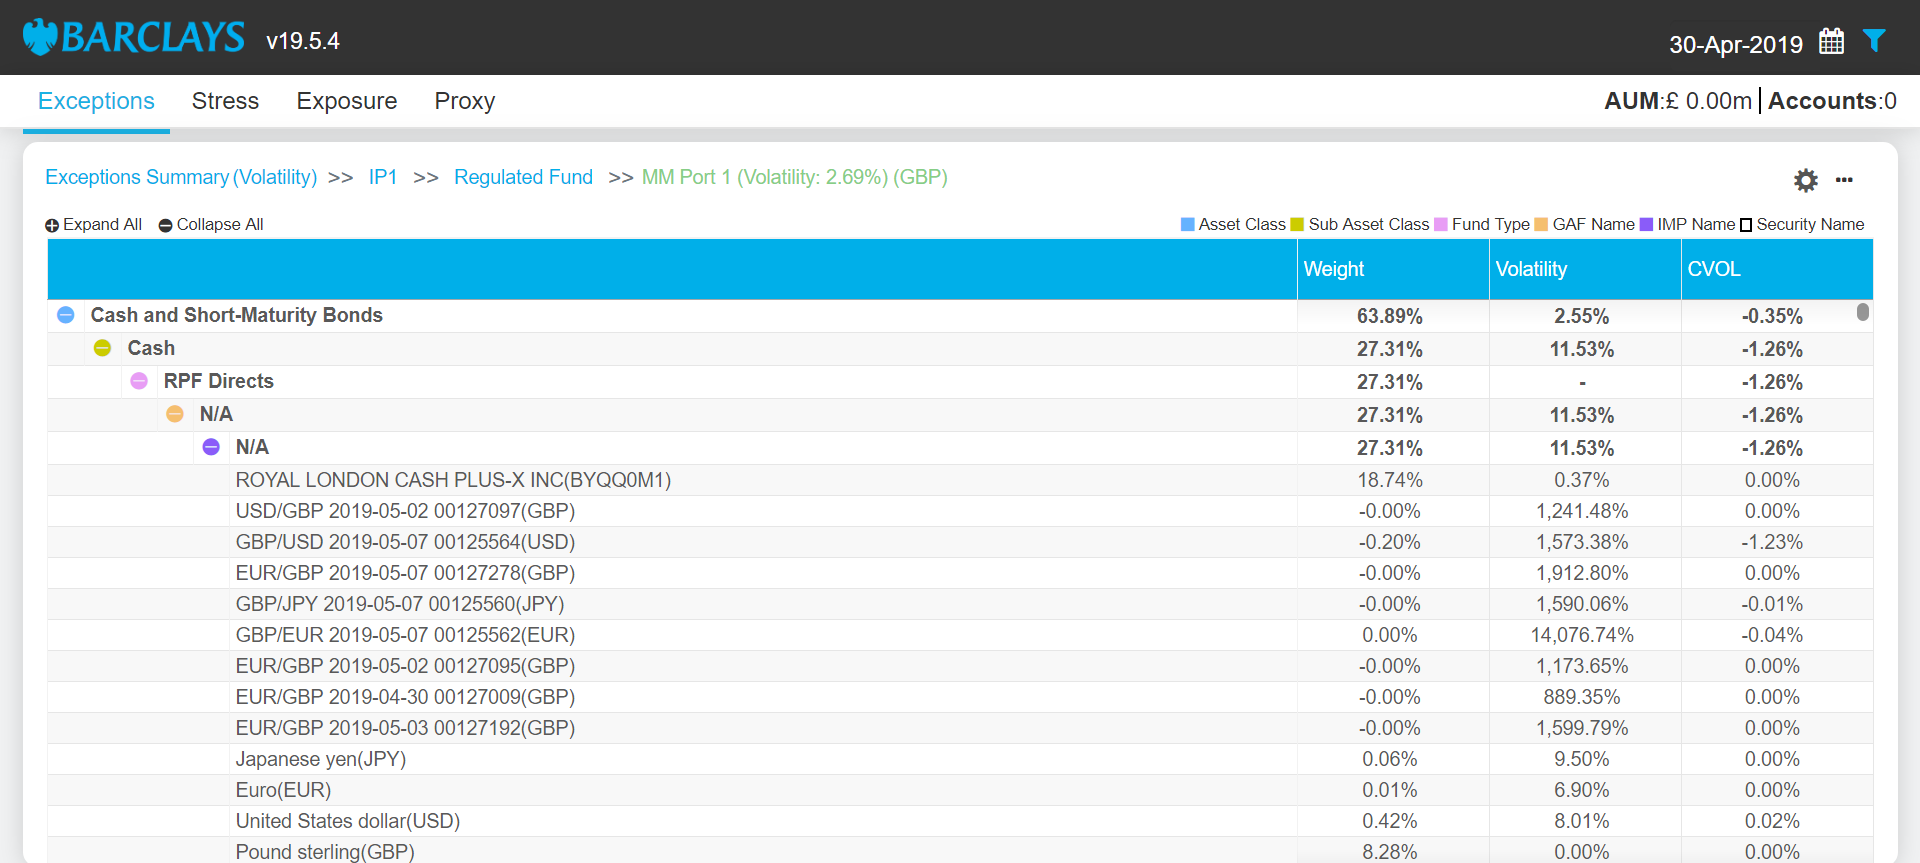 BARCLAYS v19.5.4 30-Apr-2019
Exceptions Stress Exposure Proxy AUM:£ 0.00m Accounts:0
Exceptions Summary (Volatility) >> IP1 >> Regulated Fund >> MM Port 1 (Volatility: 2.69%) (GBP)
Expand All Collapse All Asset Class Sub Asset Class Fund Type GAF Name IMP Name Security Name
Weight Volatility CVOL
Cash and Short-Maturity Bonds 63.89% 2.55% -0.35%
Cash 27.31% 11.53% -1.26%
RPF Directs 27.31% - -1.26%
N/A 27.31% 11.53% -1.26%
N/A 27.31% 11.53% -1.26%
ROYAL LONDON CASH PLUS-X INC(BYQQ0M1) 18.74% 0.37% 0.00%
USD/GBP 2019-05-02 00127097(GBP) -0.00% 1,241.48% 0.00%
GBP/USD 2019-05-07 00125564(USD) -0.20% 1,573.38% -1.23%
EUR/GBP 2019-05-07 00127278(GBP) -0.00% 1,912.80% 0.00%
GBP/JPY 2019-05-07 00125560(JPY) -0.00% 1,590.06% -0.01%
GBP/EUR 2019-05-07 00125562(EUR) 0.00% 14,076.74% -0.04%
EUR/GBP 2019-05-02 00127095(GBP) -0.00% 1,173.65% 0.00%
EUR/GBP 2019-04-30 00127009(GBP) -0.00% 889.35% 0.00%
EUR/GBP 2019-05-03 00127192(GBP) -0.00% 1,599.79% 0.00%
Japanese yen(JPY) 0.06% 9.50% 0.00%
Euro(EUR) 0.01% 6.90% 0.00%
United States dollar(USD) 0.42% 8.01% 0.02%
Pound sterling(GBP) 8.28% 0.00% 0.00%